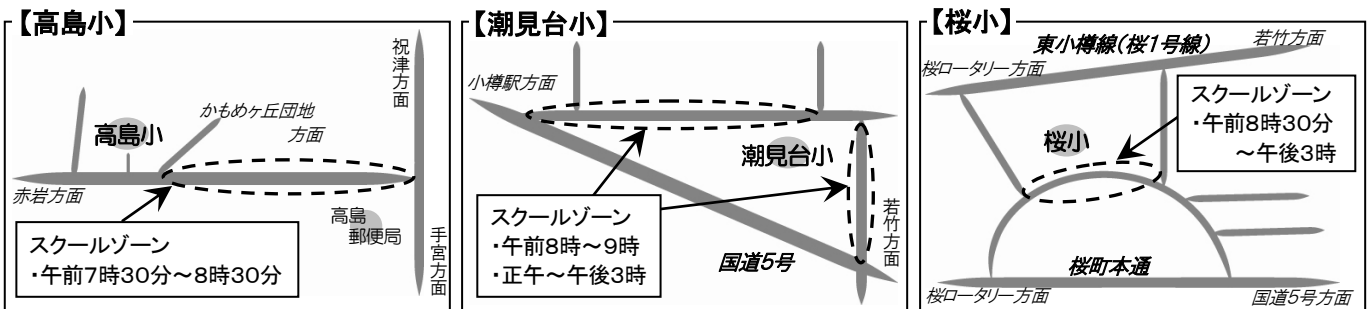 【高島小】
祝津方面
かもめヶ丘団地
方面
高島小
赤岩方面
高島
郵便局
手宮方面
スクールゾーン
・午前7時30分～8時30分
【潮見台小】
小樽駅方面
潮見台小
スクールゾーン
・午前8時～9時
・正午～午後3時
若竹方面
国道5号
【桜小】
東小樽線（桜1号線）
若竹方面
桜ロータリー方面
スクールゾーン
・午前8時30分
～午後3時
桜小
桜町本通
桜ロータリー方面
国道5号方面